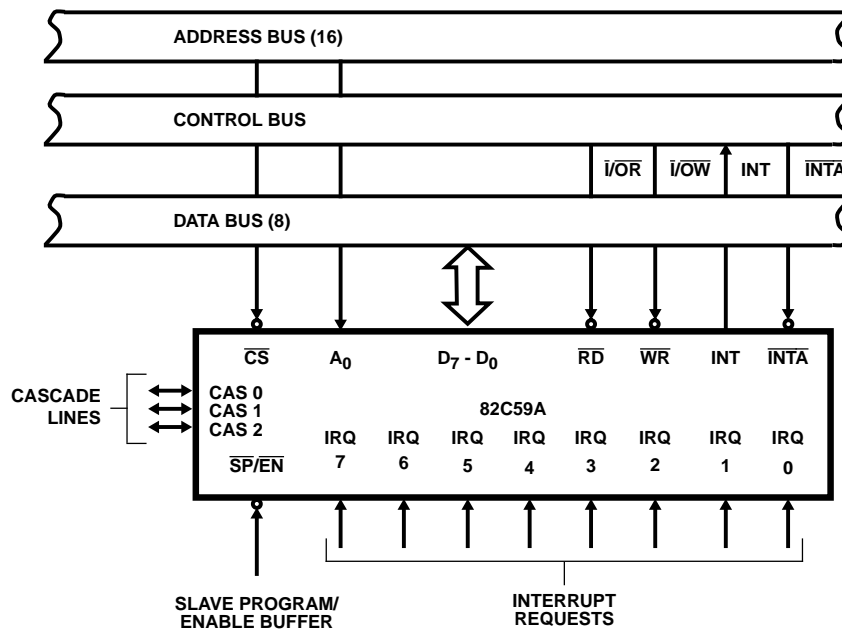 ADDRESS BUS (16)
CONTROL BUS
I/OR I/OW INT INTA
DATA BUS (8)
CS A0 D7 - D0 RD WR INT INTA
CASCADE LINES
CAS 0
CAS 1
CAS 2
82C59A
IRQ IRQ IRQ IRQ IRQ IRQ IRQ IRQ
SP/EN 7 6 5 4 3 2 1 0
SLAVE PROGRAM/
ENABLE BUFFER
INTERRUPT
REQUESTS